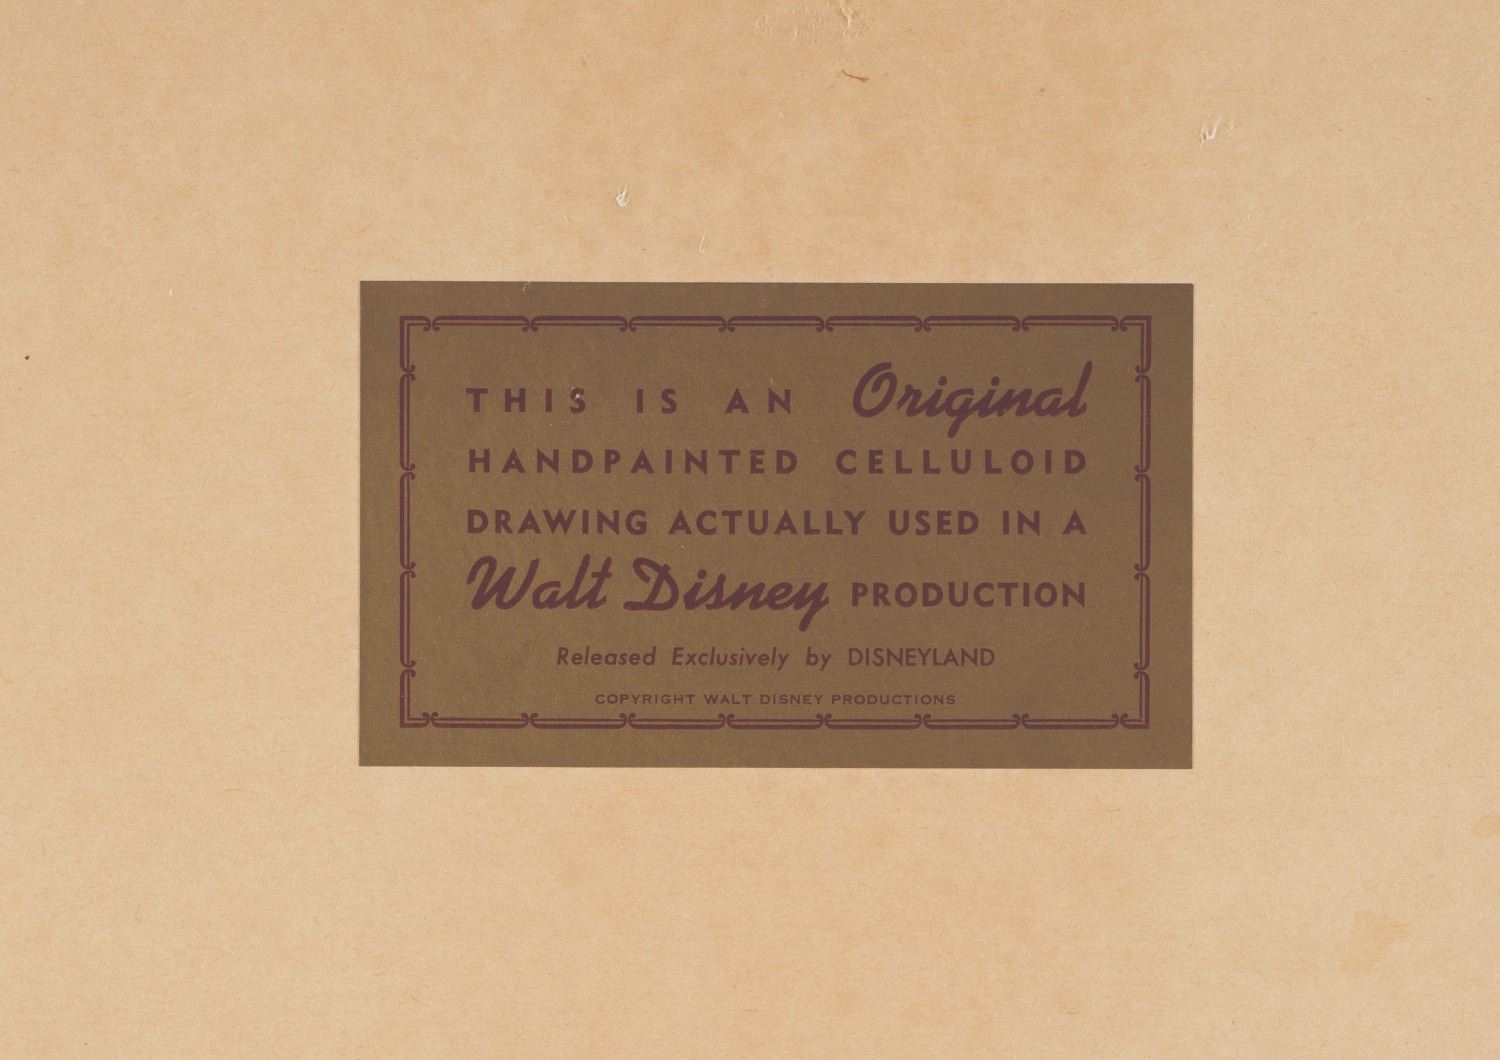 THIS IS AN Original
HANDPAINTED CELLULOID
DRAWING ACTUALLY USED IN A
Walt Disney PRODUCTION
Released Exclusively by DISNEYLAND
COPYRIGHT WALT DISNEY PRODUCTIONS